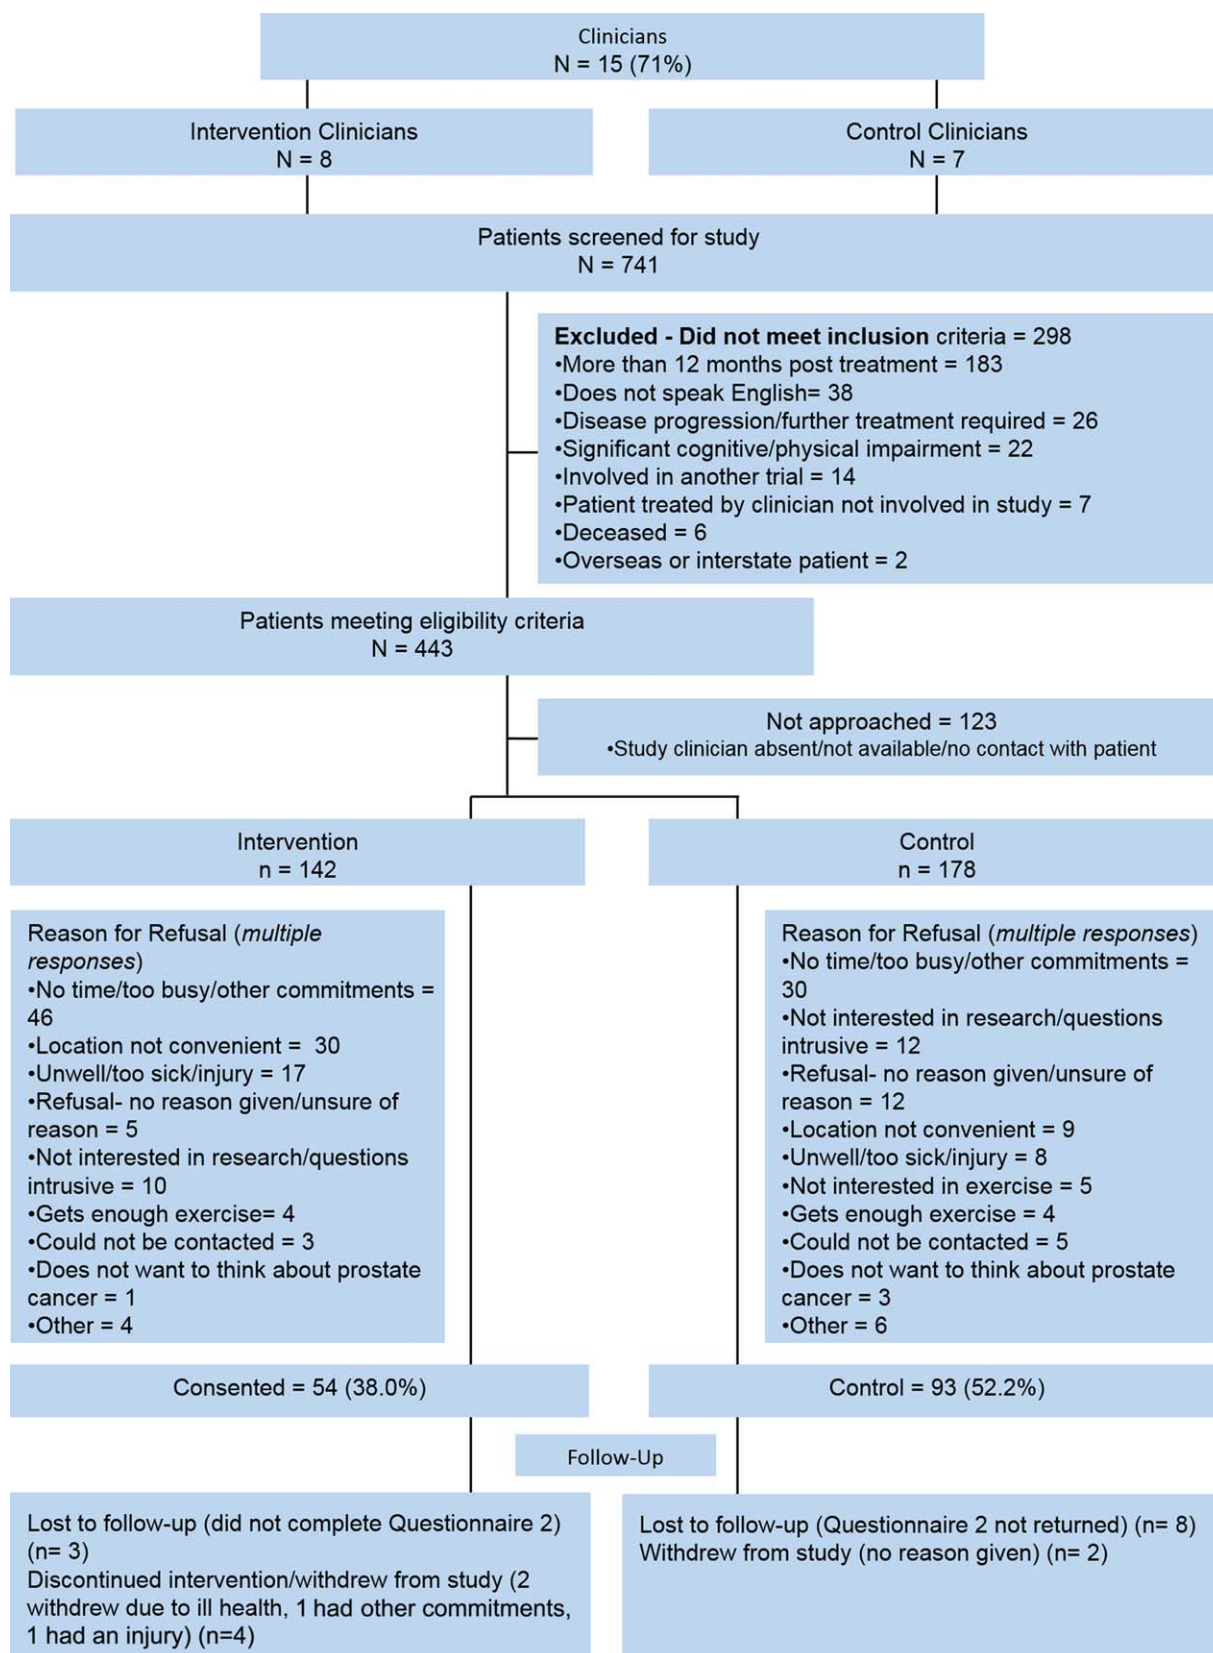 Clinicians
N = 15 (71%)
Intervention Clinicians
N = 8
Control Clinicians
N = 7
Patients screened for study
N = 741
Excluded - Did not meet inclusion criteria = 298
•More than 12 months post treatment = 183
•Does not speak English= 38
•Disease progression/further treatment required = 26
•Significant cognitive/physical impairment = 22
•Involved in another trial = 14
•Patient treated by clinician not involved in study = 7
•Deceased = 6
•Overseas or interstate patient = 2
Patients meeting eligibility criteria
N = 443
Not approached = 123
•Study clinician absent/not available/no contact with patient
Intervention
n = 142
Control
n = 178
Reason for Refusal (multiple
responses)
•No time/too busy/other commitments =
46
•Location not convenient =  30
•Unwell/too sick/injury = 17
•Refusal- no reason given/unsure of
reason = 5
•Not interested in research/questions
intrusive = 10
•Gets enough exercise= 4
•Could not be contacted = 3
•Does not want to think about prostate
cancer = 1
•Other = 4
Reason for Refusal (multiple responses)
•No time/too busy/other commitments =
30
•Not interested in research/questions
intrusive = 12
•Refusal- no reason given/unsure of
reason = 12
•Location not convenient = 9
•Unwell/too sick/injury = 8
•Not interested in exercise = 5
•Gets enough exercise = 4
•Could not be contacted = 5
•Does not want to think about prostate
cancer = 3
•Other = 6
Consented = 54 (38.0%)
Control = 93 (52.2%)
Follow-Up
Lost to follow-up (did not complete Questionnaire 2)
(n= 3)
Discontinued intervention/withdrew from study (2
withdrew due to ill health, 1 had other commitments,
1 had an injury) (n=4)
Lost to follow-up (Questionnaire 2 not returned) (n= 8)
Withdrew from study (no reason given) (n= 2)